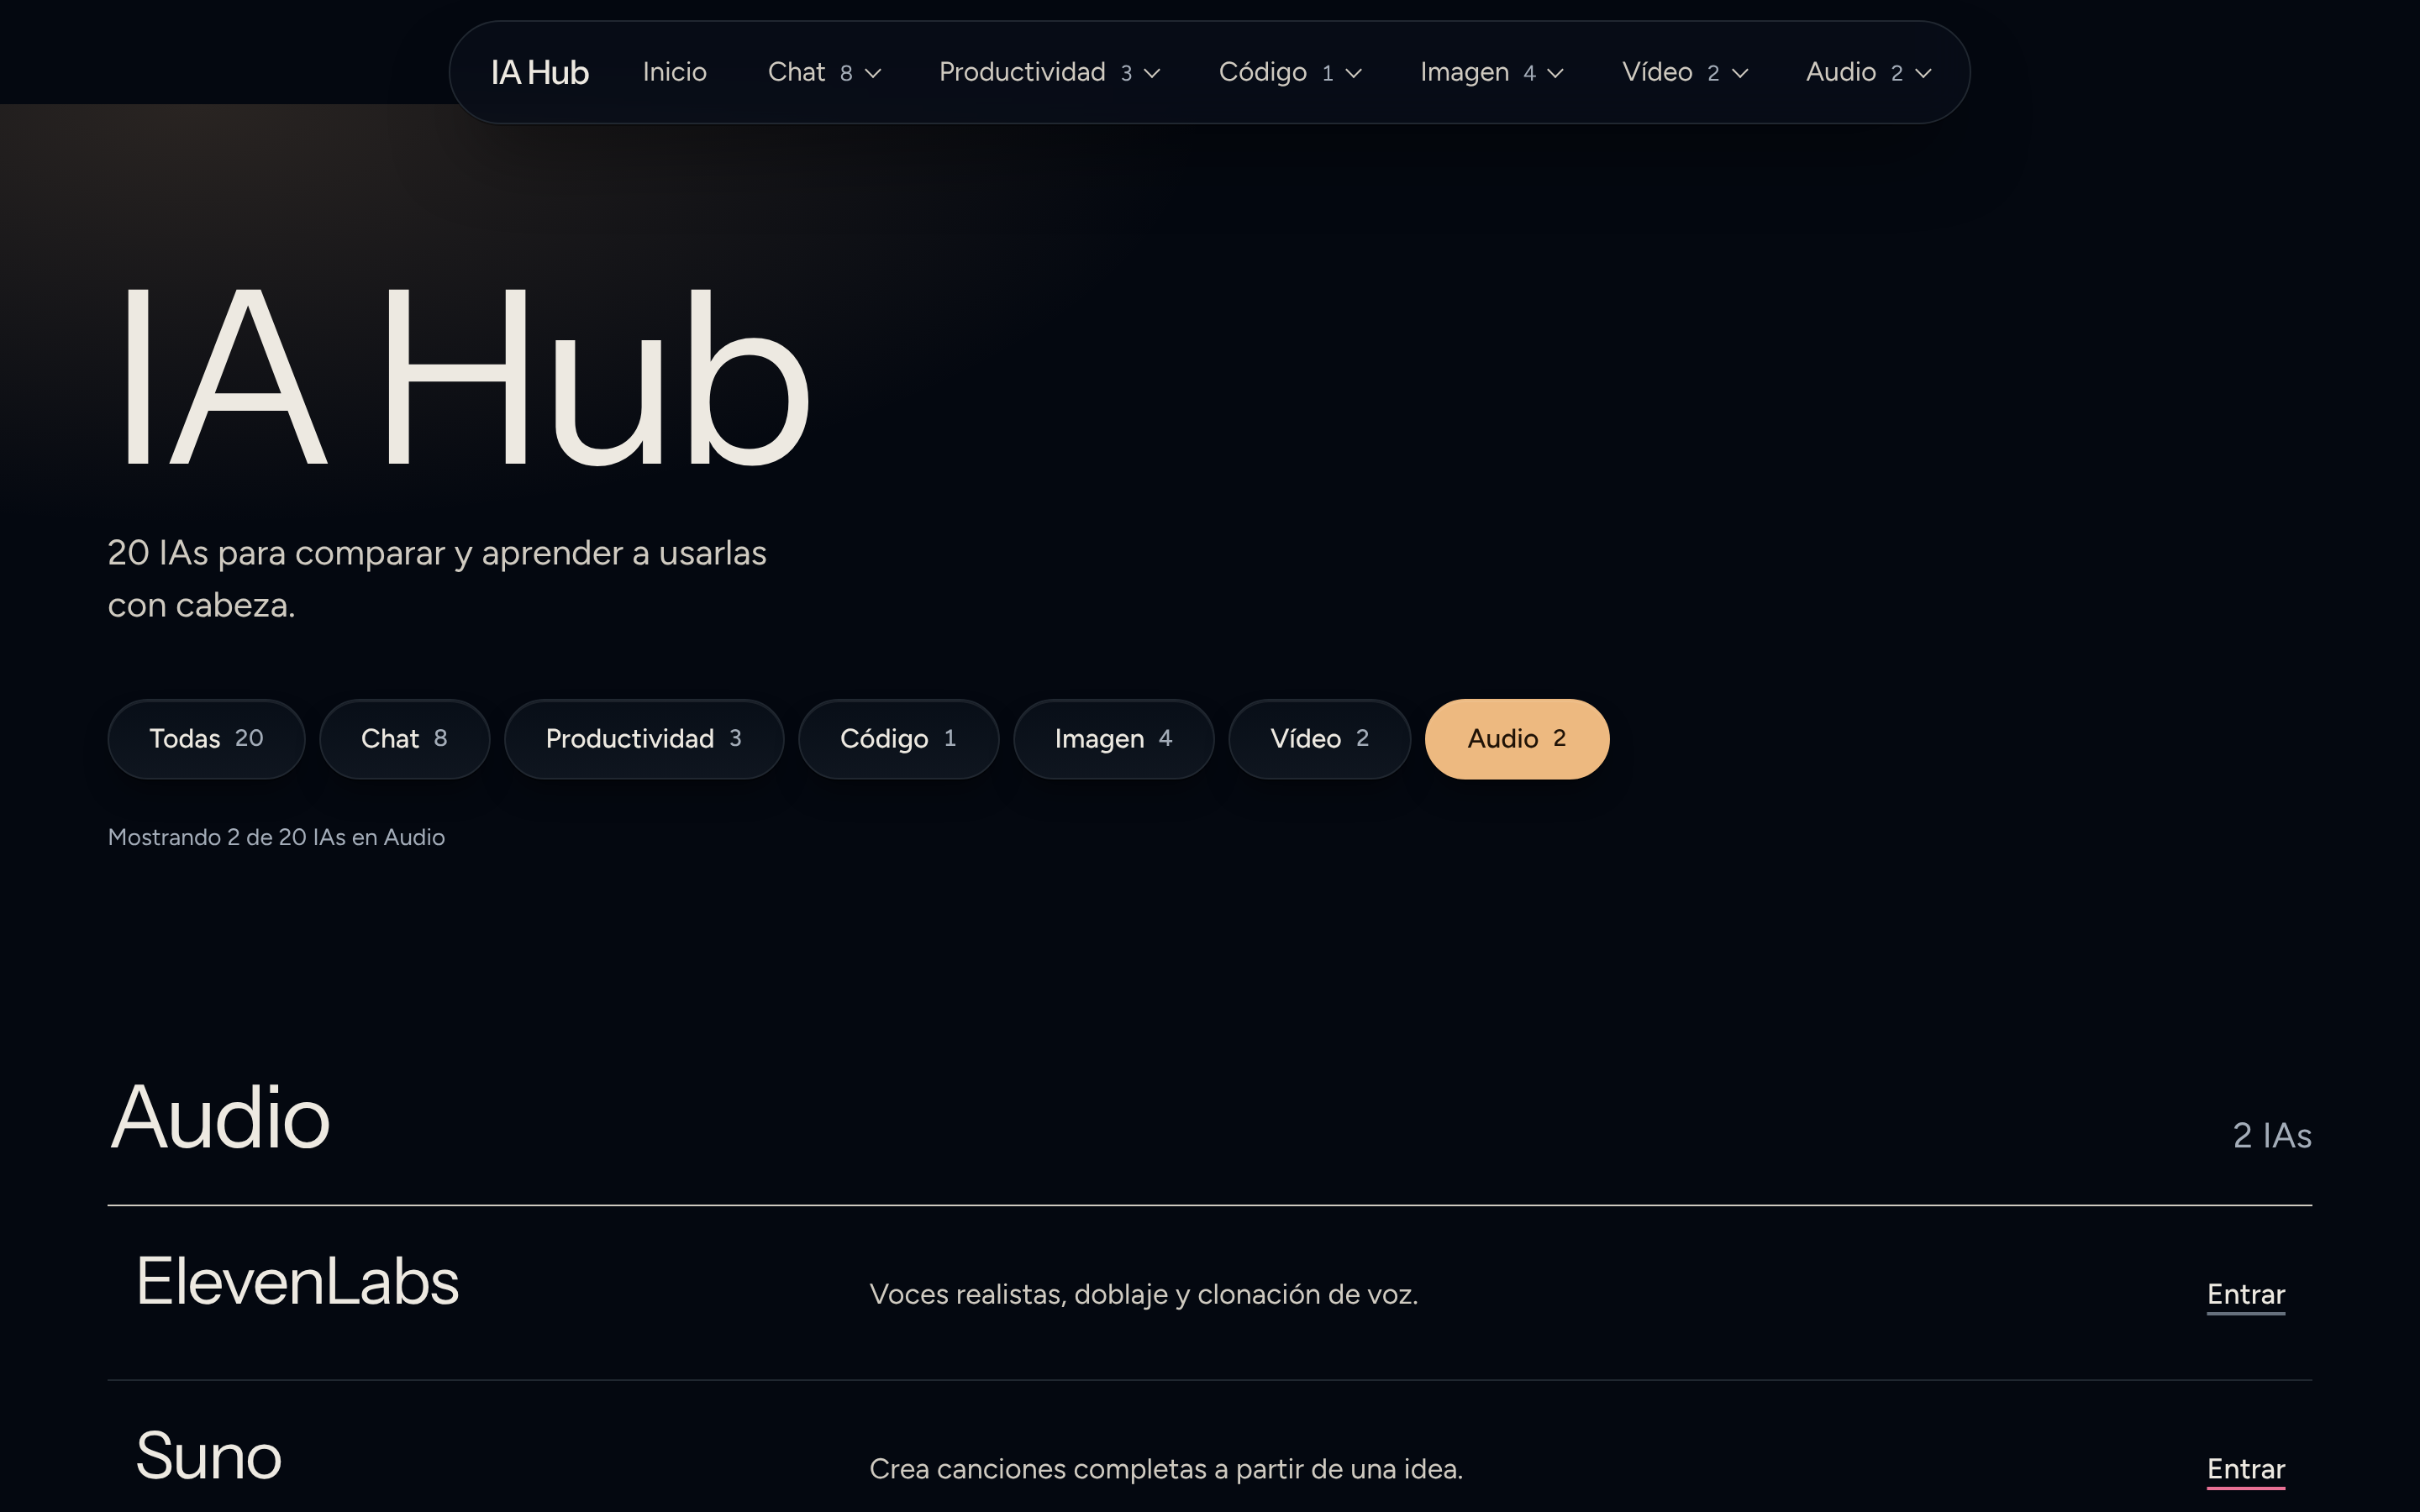 IA Hub Inicio Chat 8 Productividad 3 Código 1 Imagen 4 Vídeo 2 Audio 2
IA Hub
20 IAs para comparar y aprender a usarlas
con cabeza.
Todas 20 Chat 8 Productividad 3 Código 1 Imagen 4 Vídeo 2 Audio 2
Mostrando 2 de 20 IAs en Audio
Audio 2 IAs
ElevenLabs Voces realistas, doblaje y clonación de voz. Entrar
Suno Crea canciones completas a partir de una idea. Entrar